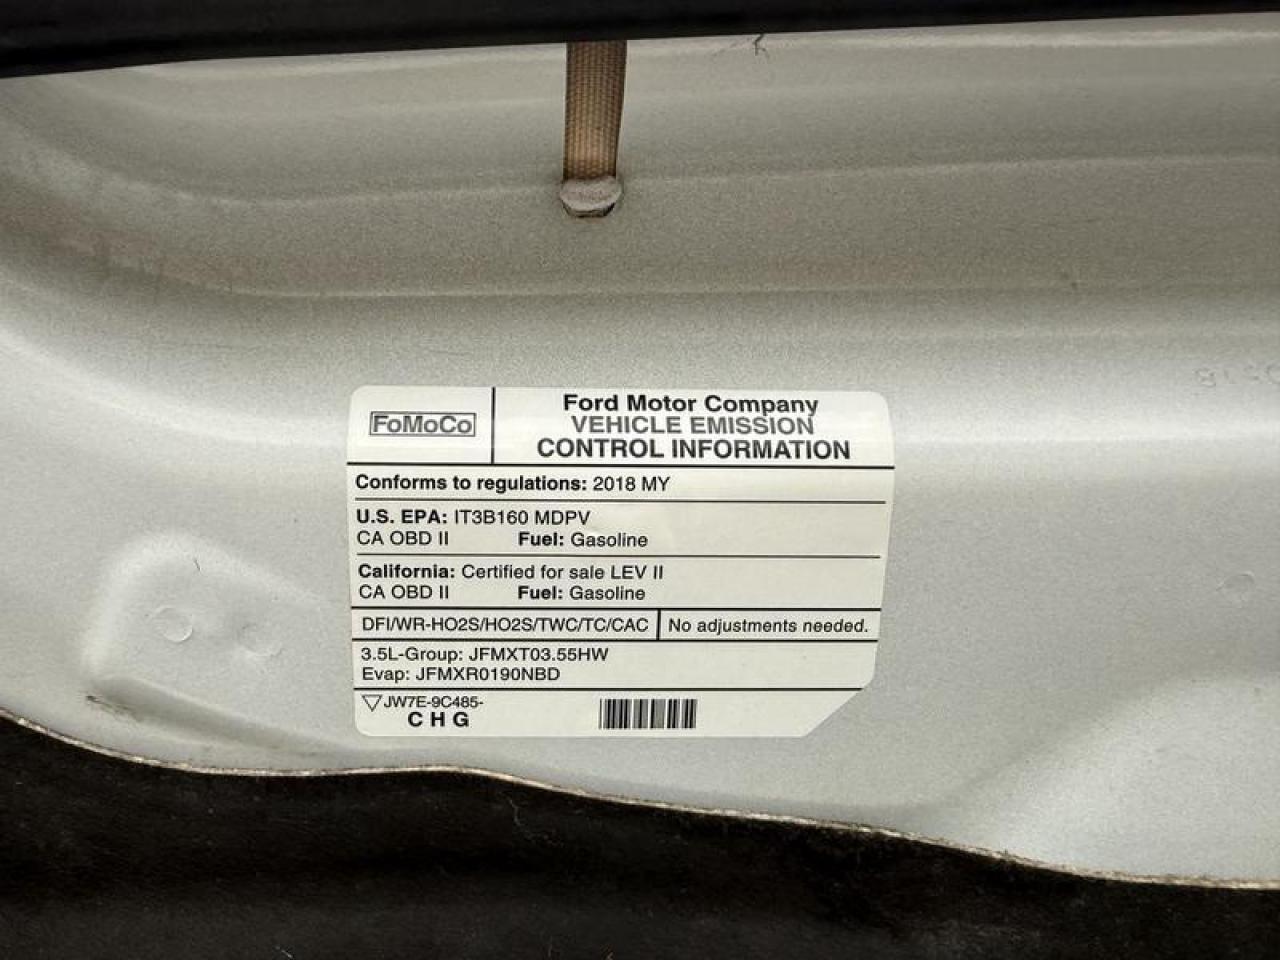 FoMoCo
Ford Motor Company
VEHICLE EMISSION
CONTROL INFORMATION
Conforms to regulations: 2018 MY
U.S. EPA: IT3B160 MDPV
CA OBD II Fuel: Gasoline
California: Certified for sale LEV II
CA OBD II Fuel: Gasoline
DFI/WR-HO2S/HO2S/TWC/TC/CAC No adjustments needed.
3.5L-Group: JFMXT03.55HW
Evap: JFMXR0190NBD
JW7E-9C485-
C H G